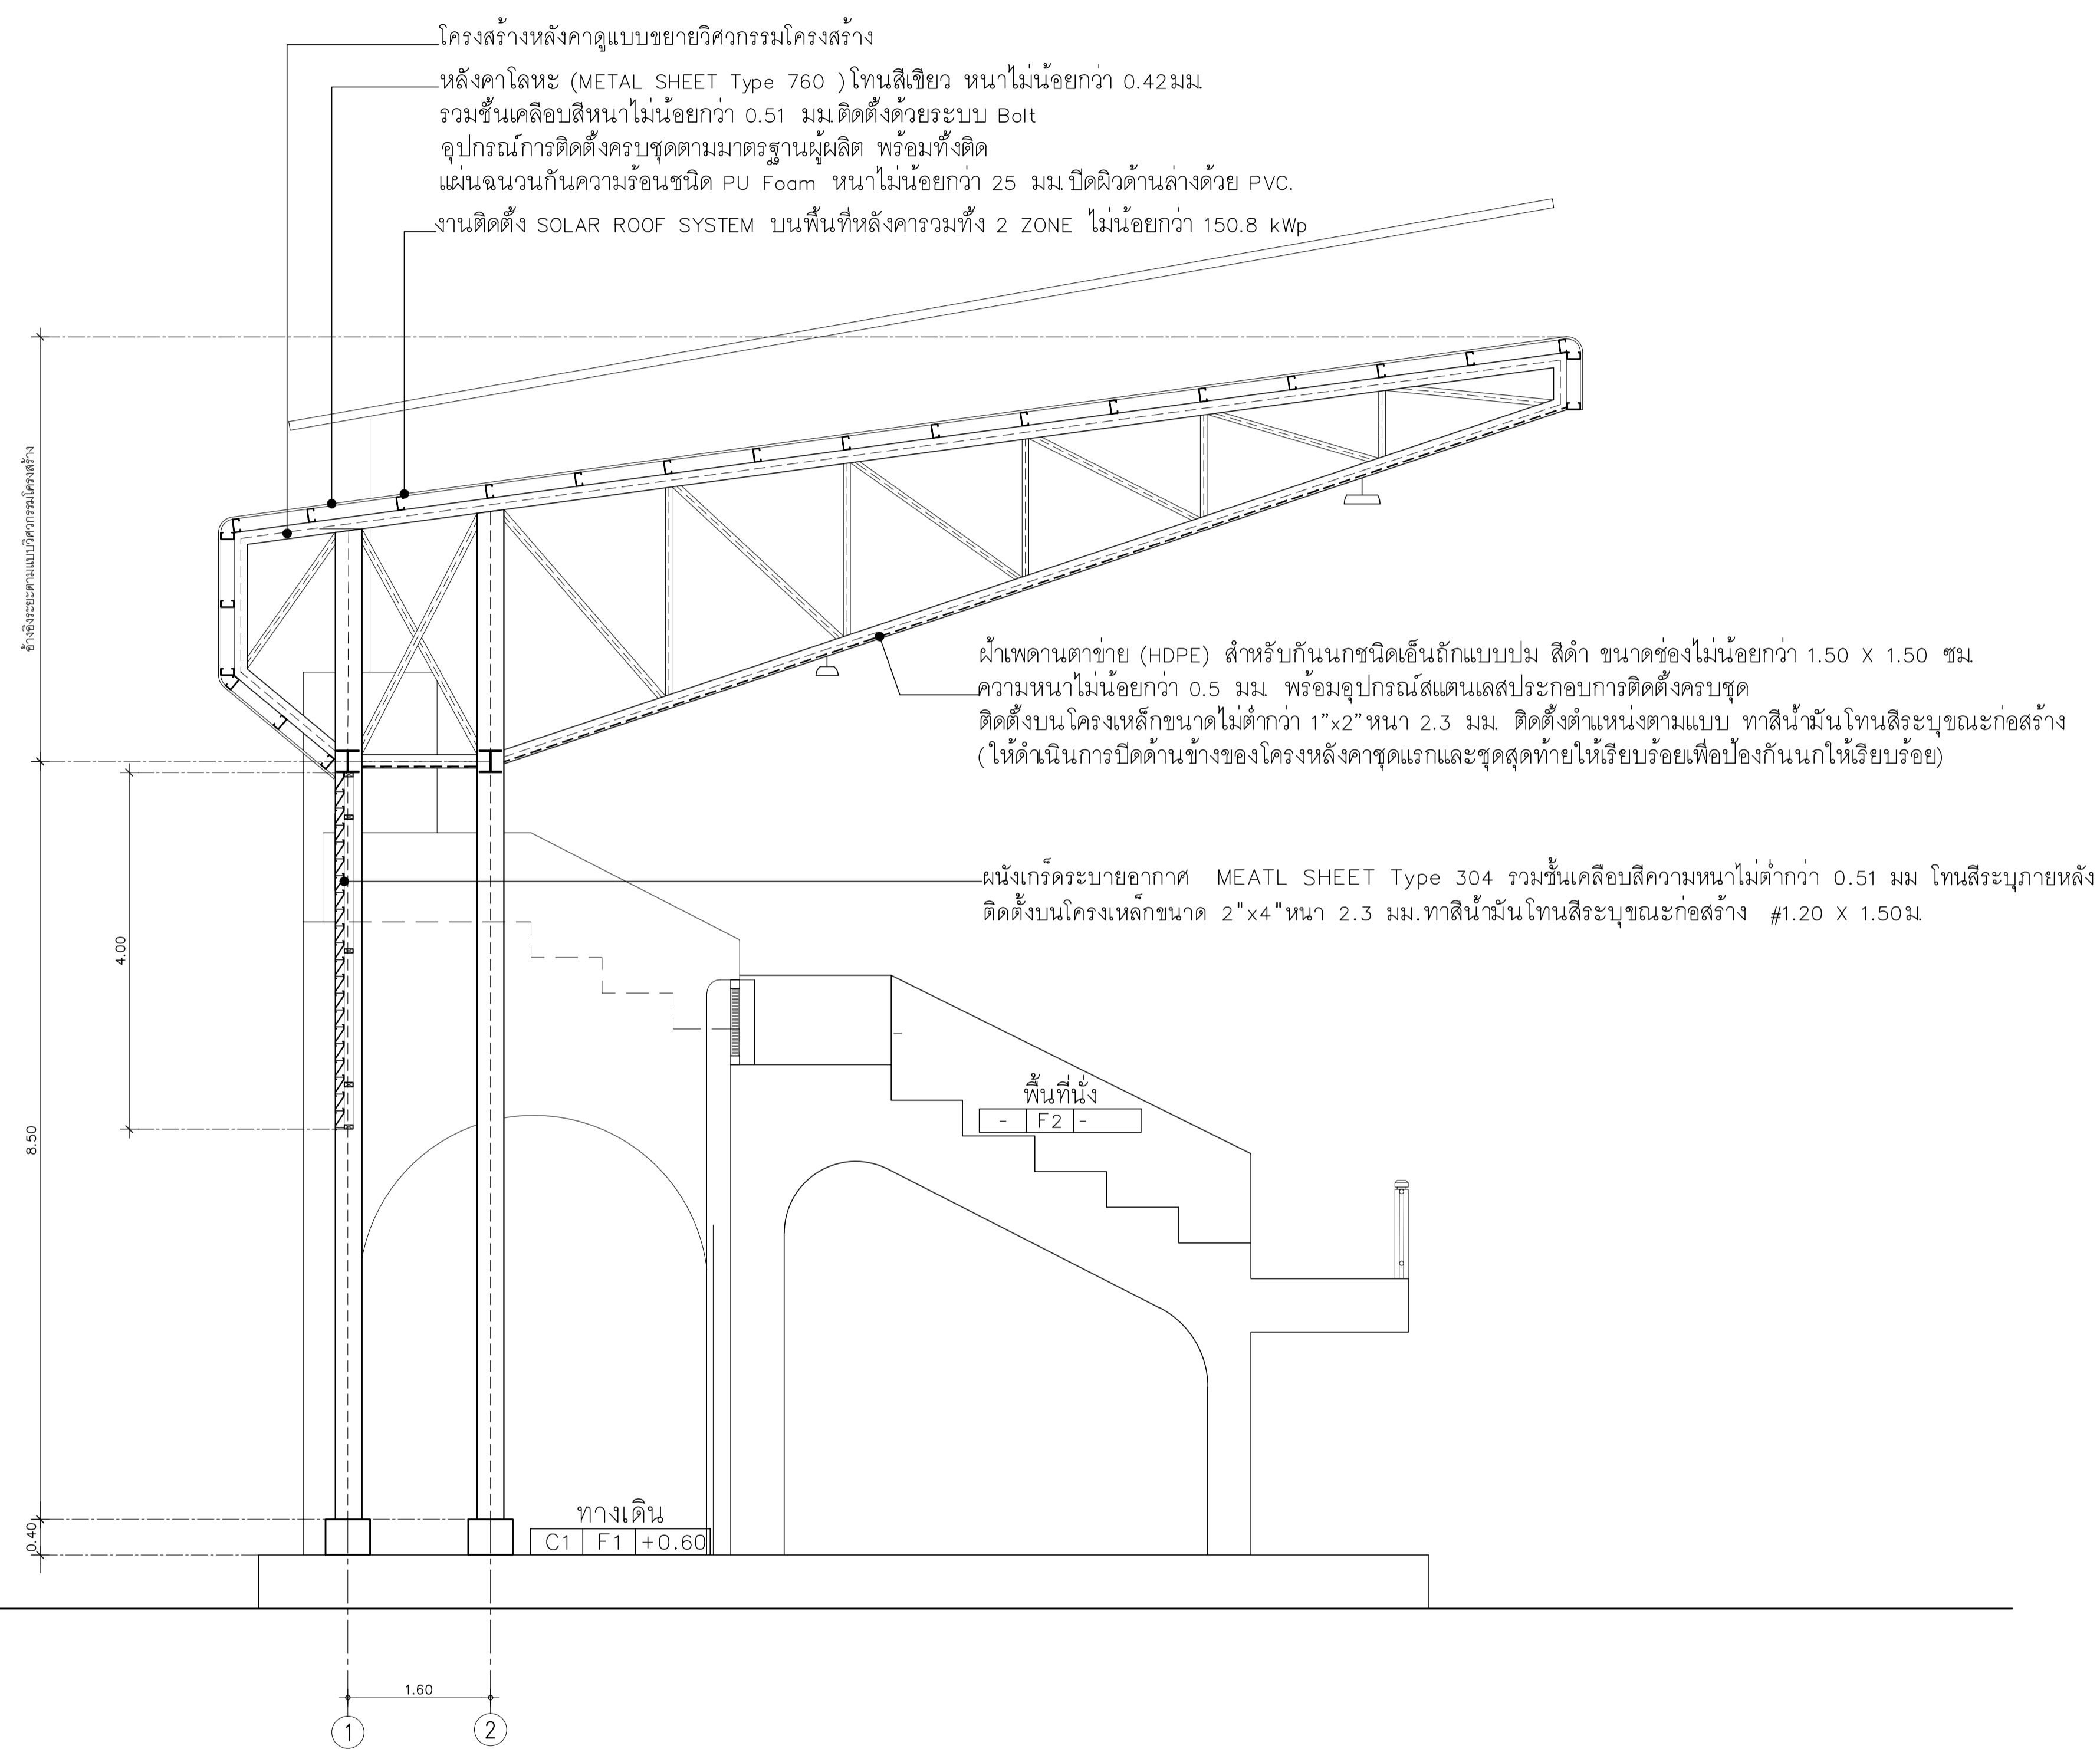 โครงสร้างหลังคาดูแบบขยายวิศวกรรมโครงสร้าง
หลังคาโลหะ (METAL SHEET Type 760 ) โทนสีเขียว หนาไม่น้อยกว่า 0.42มม.
รวมชั้นเคลือบสีหนาไม่น้อยกว่า 0.51 มม.ติดตั้งด้วยระบบ Bolt
อุปกรณ์การติดตั้งครบชุดตามมาตรฐานผู้ผลิต พร้อมทั้งติด
แผ่นฉนวนกันความร้อนชนิด PU Foam หนาไม่น้อยกว่า 25 มม. ปิดผิวด้านล่างด้วย PVC.
งานติดตั้ง SOLAR ROOF SYSTEM บนพื้นที่หลังคารวมทั้ง 2 ZONE ไม่น้อยกว่า 150.8 kWp
อ้างอิงระยะตามแบบวิศวกรรมโครงสร้าง
ฝ้าเพดานตาข่าย (HDPE) สำหรับกันนกชนิดเอ็นถักแบบปม สีดำ ขนาดช่องไม่น้อยกว่า 1.50 X 1.50 ซม.
ความหนาไม่น้อยกว่า 0.5 มม. พร้อมอุปกรณ์สแตนเลสประกอบการติดตั้งครบชุด
ติดตั้งบนโครงเหล็กขนาดไม่ต่ำกว่า 1”x2” หนา 2.3 มม. ติดตั้งตำแหน่งตามแบบ ทาสีน้ำมันโทนสีระบุขณะก่อสร้าง
(ให้ดำเนินการปิดด้านข้างของโครงหลังคาชุดแรกและชุดสุดท้ายให้เรียบร้อยเพื่อป้องกันนกให้เรียบร้อย)
ผนังเกร็ดระบายอากาศ MEATL SHEET Type 304 รวมชั้นเคลือบสีความหนาไม่ต่ำกว่า 0.51 มม โทนสีระบุภายหลัง
ติดตั้งบนโครงเหล็กขนาด 2"x4"หนา 2.3 มม.ทาสีน้ำมันโทนสีระบุขณะก่อสร้าง #1.20 X 1.50ม.
4.00
8.50
พื้นที่นั่ง
- F2 -
0.40
ทางเดิน
C1 F1 +0.60
1.60
1 2